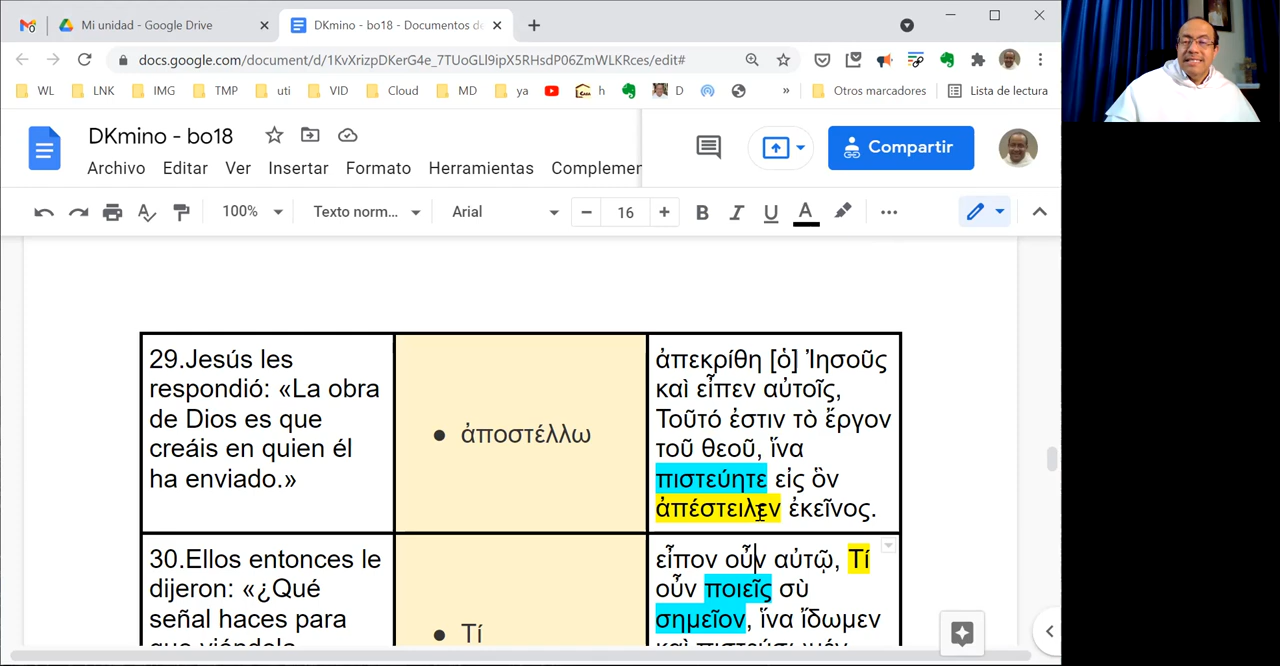 Mi unidad - Google Drive
DKmino - bo18 - Documentos de
docs.google.com/document/d/1KvXrizpDKerG4e_7TUoGLl9ipX5RHsdP06ZmWLKRces/edit#
WL LNK IMG TMP uti VID Cloud MD ya h D » Otros marcadores Lista de lectura
DKmino - bo18
Compartir
Archivo Editar Ver Insertar Formato Herramientas Complemen
100% Texto norm... Arial 16 B I U A
29.Jesús les
respondió: «La obra
de Dios es que
creáis en quien él
ha enviado.»
ἀποστέλλω
ἀπεκρίθη [ὁ] Ἰησοῦς
καὶ εἶπεν αὐτοῖς,
Τοῦτό ἐστιν τὸ ἔργον
τοῦ θεοῦ, ἵνα
πιστεύητε εἰς ὃν
ἀπέστειλεν ἐκεῖνος.
30.Ellos entonces le
dijeron: «¿Qué
señal haces para
que viéndola
Τί
εἶπον οὖν αὐτῷ, Τί
οὖν ποιεῖς σὺ
σημεῖον, ἵνα ἴδωμεν
καὶ πιστεύσωμέν